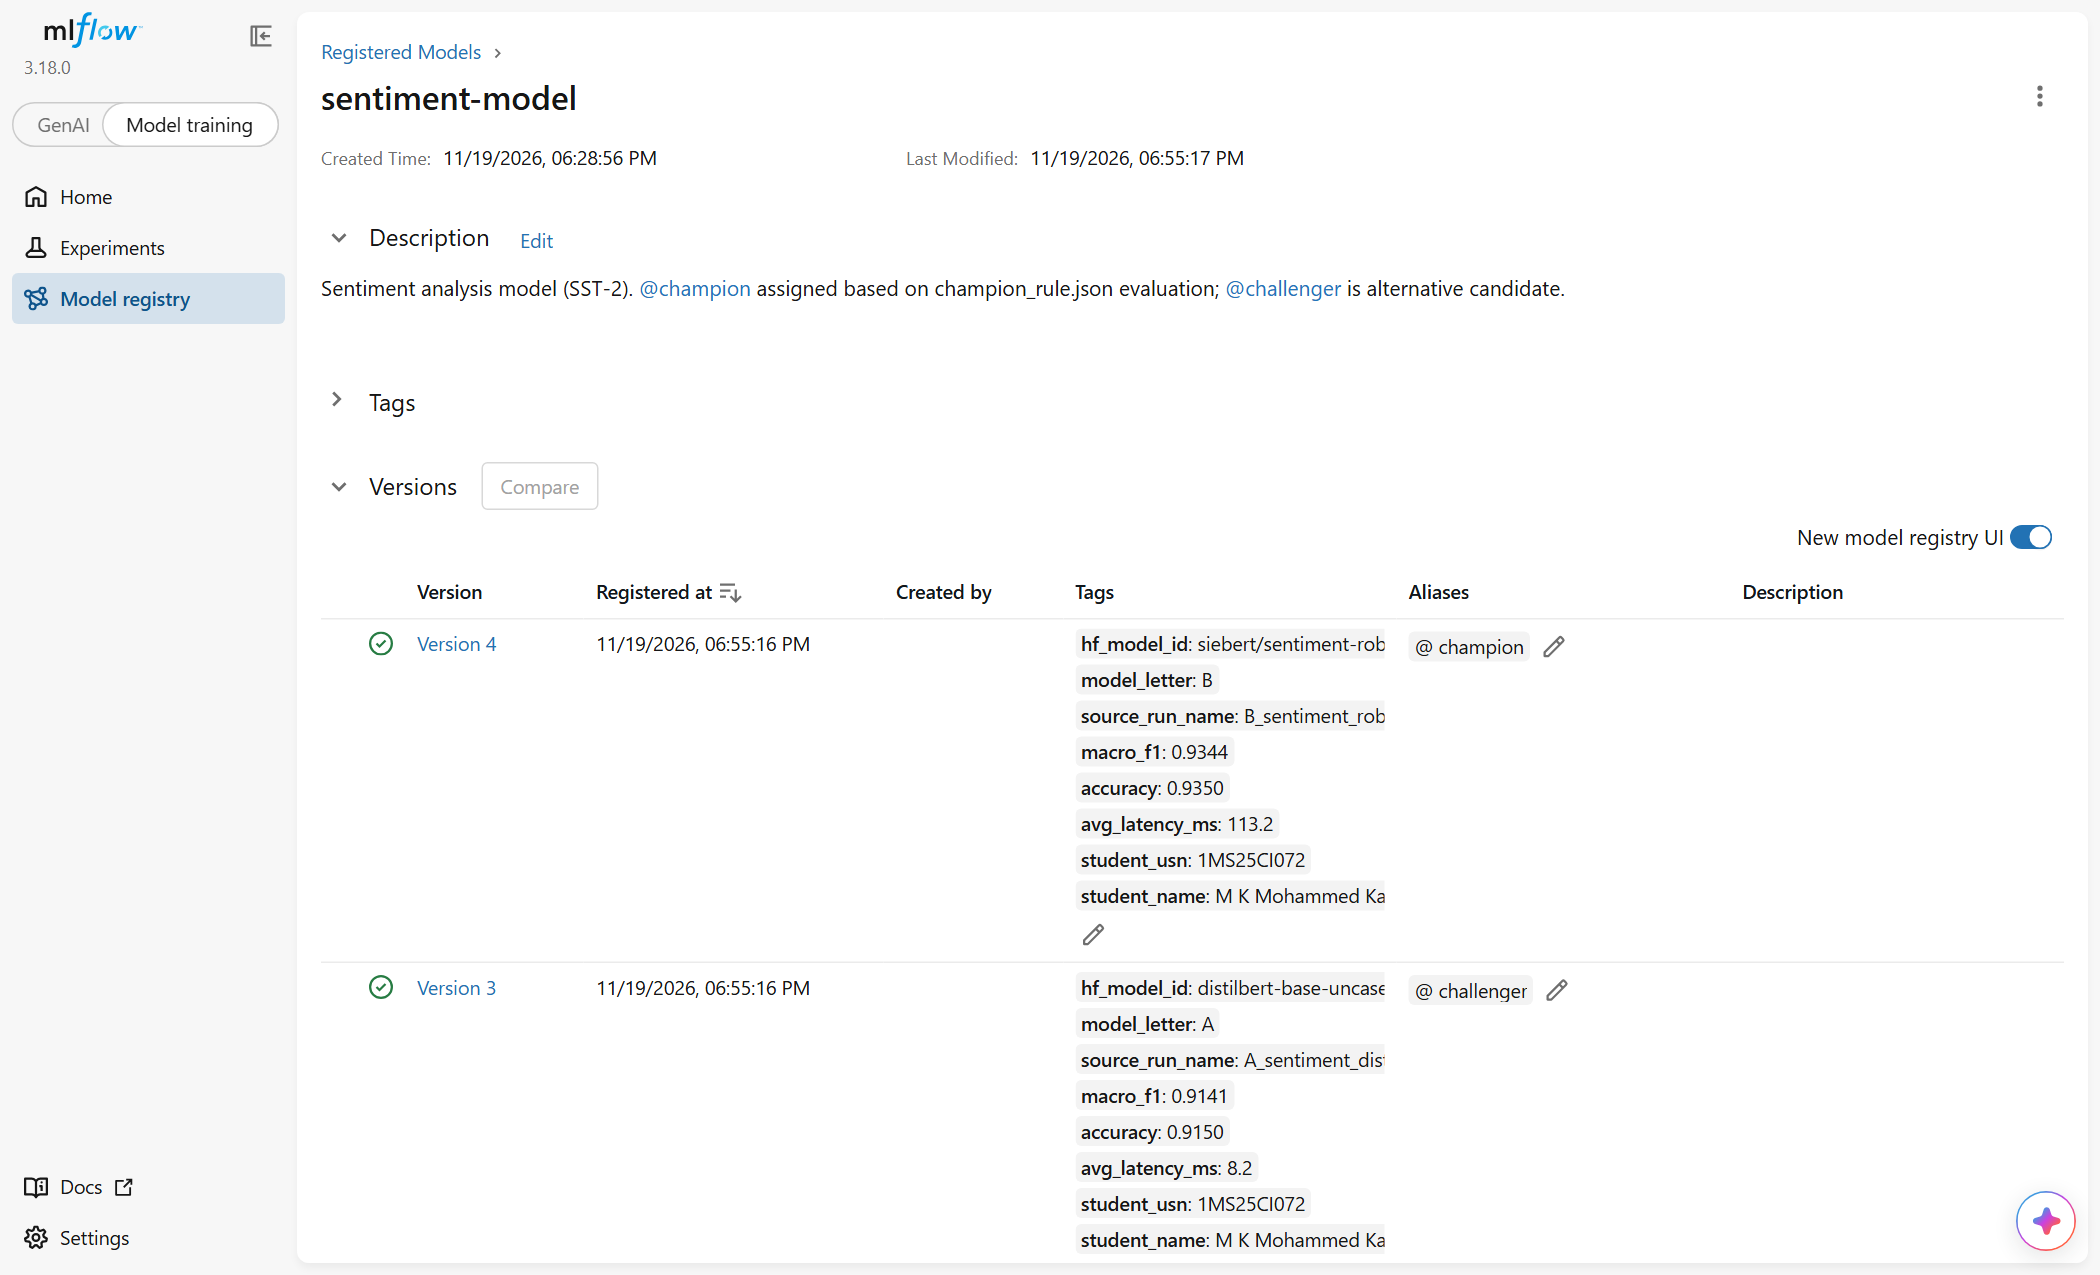 mlflow
3.18.0
GenAI
Model training
Home
Experiments
Model registry
Docs
Settings
Registered Models
sentiment-model
Created Time: 11/19/2026, 06:28:56 PM
Last Modified: 11/19/2026, 06:55:17 PM
Description Edit
Sentiment analysis model (SST-2). @champion assigned based on champion_rule.json evaluation; @challenger is alternative candidate.
Tags
Versions Compare
New model registry UI
Version Registered at Created by Tags Aliases Description
Version 4 11/19/2026, 06:55:16 PM hf_model_id: siebert/sentiment-rob @ champion
model_letter: B
source_run_name: B_sentiment_rob
macro_f1: 0.9344
accuracy: 0.9350
avg_latency_ms: 113.2
student_usn: 1MS25CI072
student_name: M K Mohammed Ka
Version 3 11/19/2026, 06:55:16 PM hf_model_id: distilbert-base-uncase @ challenger
model_letter: A
source_run_name: A_sentiment_dis
macro_f1: 0.9141
accuracy: 0.9150
avg_latency_ms: 8.2
student_usn: 1MS25CI072
student_name: M K Mohammed Ka